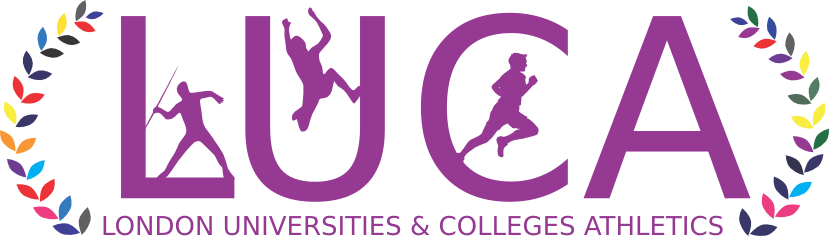 LUCA
LONDON UNIVERSITIES & COLLEGES ATHLETICS